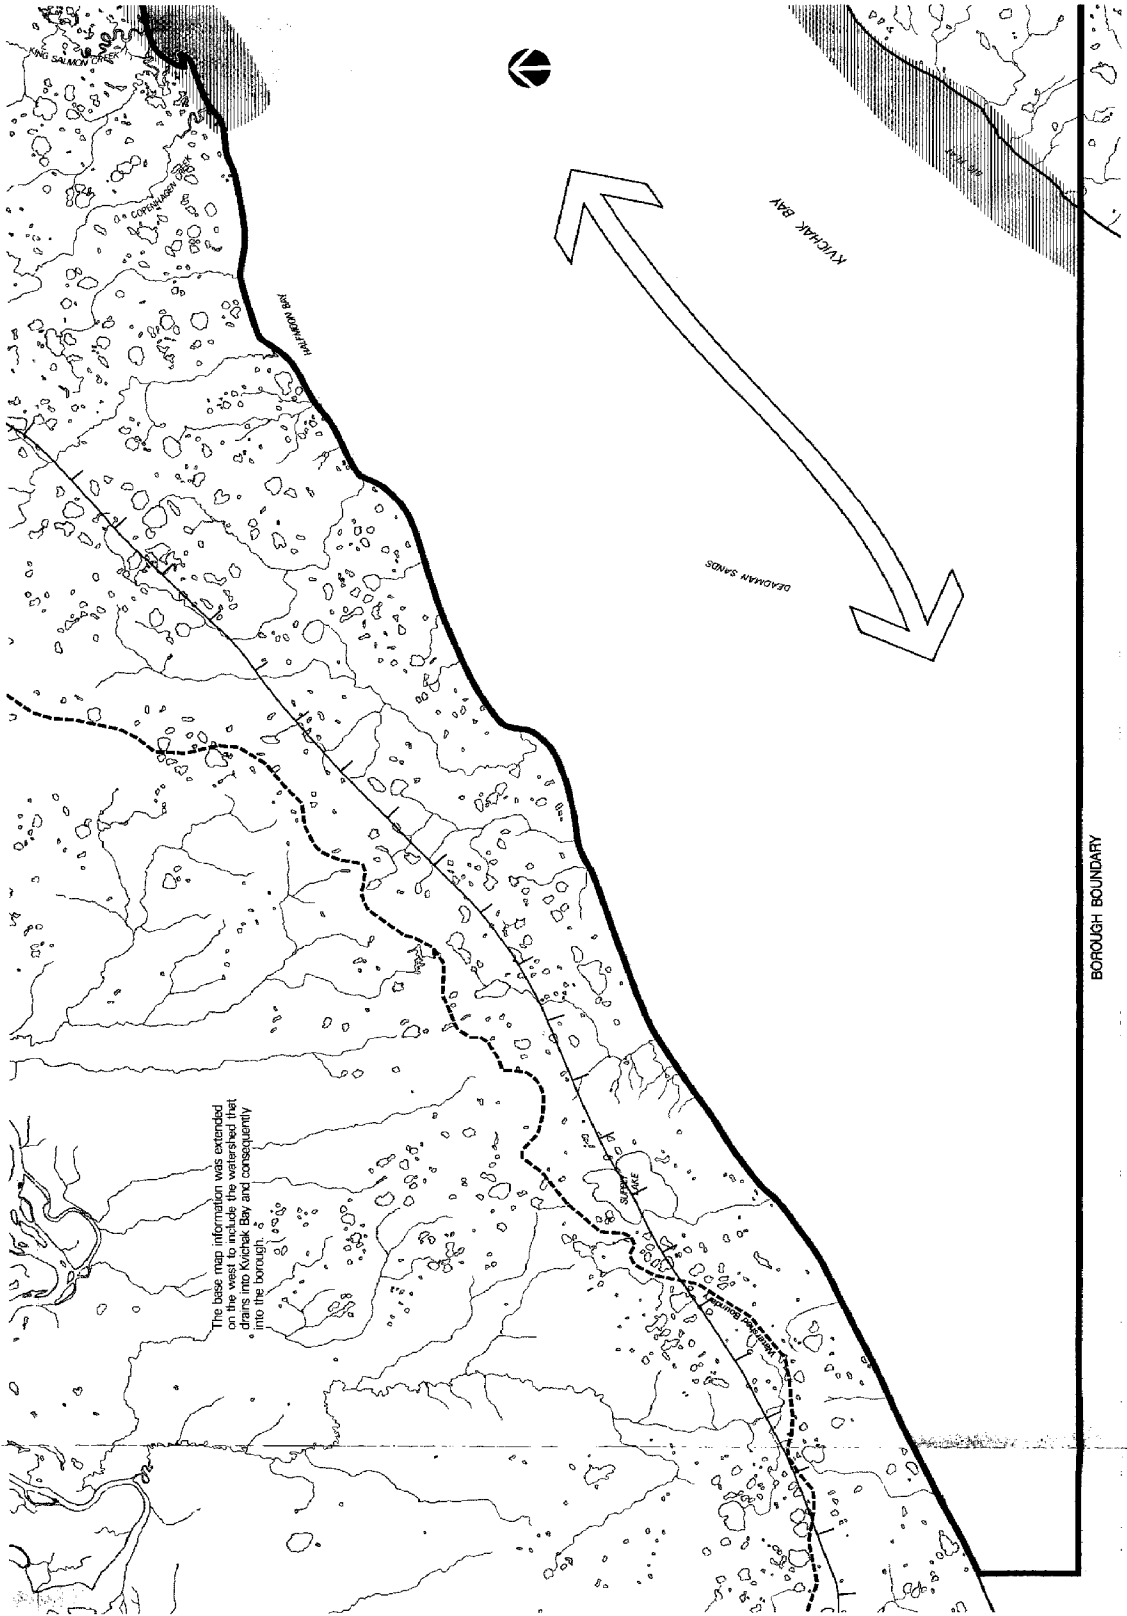 KING SALMON CREEK
COPENHAGEN CREEK
HALFMOON BAY
KVICHAK BAY
BIG FLAT
DEADMAN SANDS
BOROUGH BOUNDARY
The base map information was extended
on the west to include the watershed that
drains into Kvichak Bay and consequently
into the borough.
LAKE
Watershed Boundary